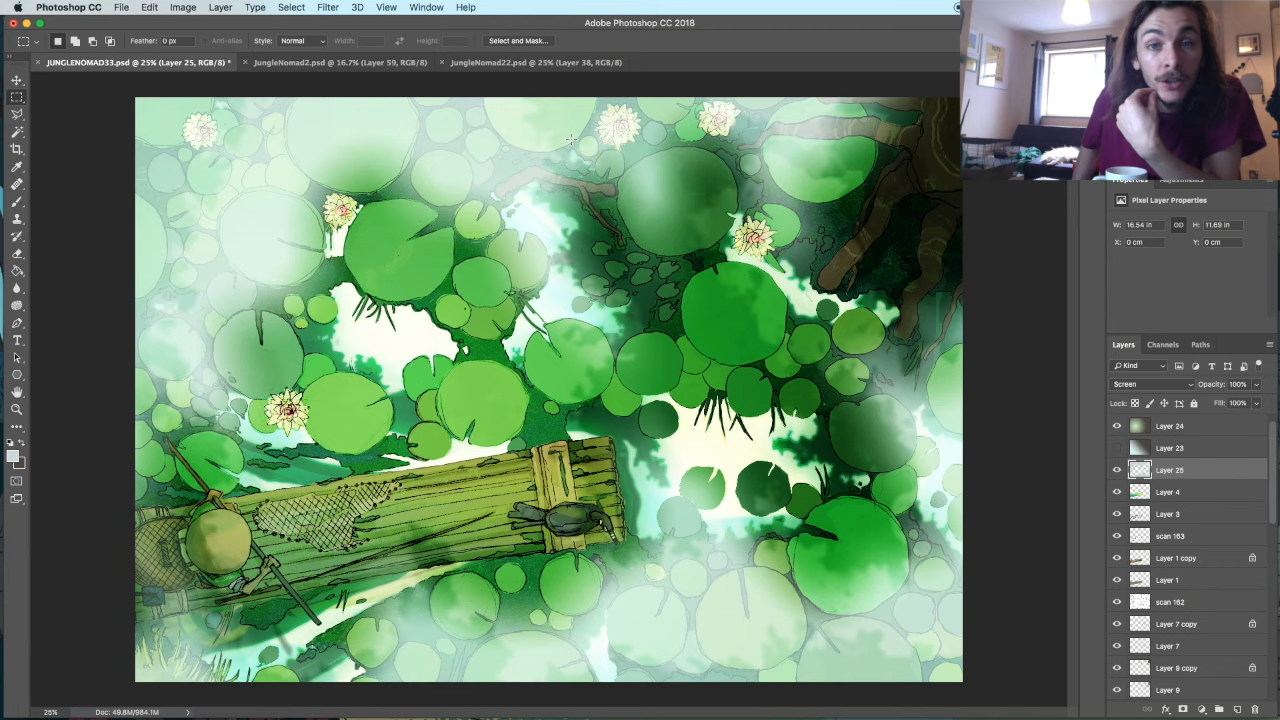 Photoshop CC File Edit Image Layer Type Select Filter 3D View Window Help
Adobe Photoshop CC 2018
Feather: 0 px Anti-alias Style: Normal Width: Height: Select and Mask...
JUNGLENOMAD33.psd @ 25% (Layer 25, RGB/8) * JungleNomad2.psd @ 16.7% (Layer 59, RGB/8) JungleNomad22.psd @ 25% (Layer 38, RGB/8)
Properties Adjustments
Pixel Layer Properties
W: 16.54 in H: 11.69 in
X: 0 cm Y: 0 cm
Layers Channels Paths
Kind
Screen Opacity: 100%
Lock: Fill: 100%
Layer 24
Layer 23
Layer 25
Layer 4
Layer 3
scan 163
Layer 1 copy
Layer 1
scan 162
Layer 7 copy
Layer 7
Layer 9 copy
Layer 9
25% Doc: 49.8M/984.1M